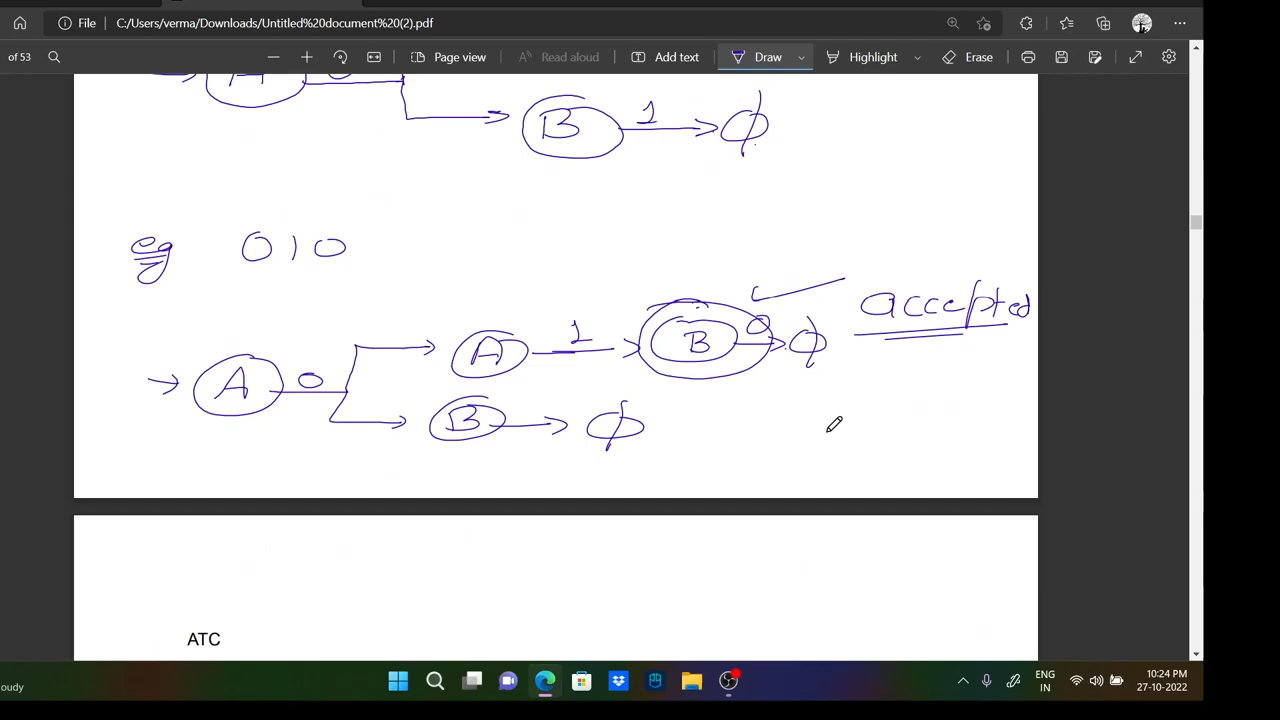 File C:/Users/verma/Downloads/Untitled%20document%20(2).pdf
of 53 Page view Read aloud Add text Draw Highlight Erase
A 0
B 1 ϕ
eg 0 1 0
accepted
A 1 B 0 ϕ
A 0
B ϕ
ATC
oudy ENG IN 10:24 PM 27-10-2022